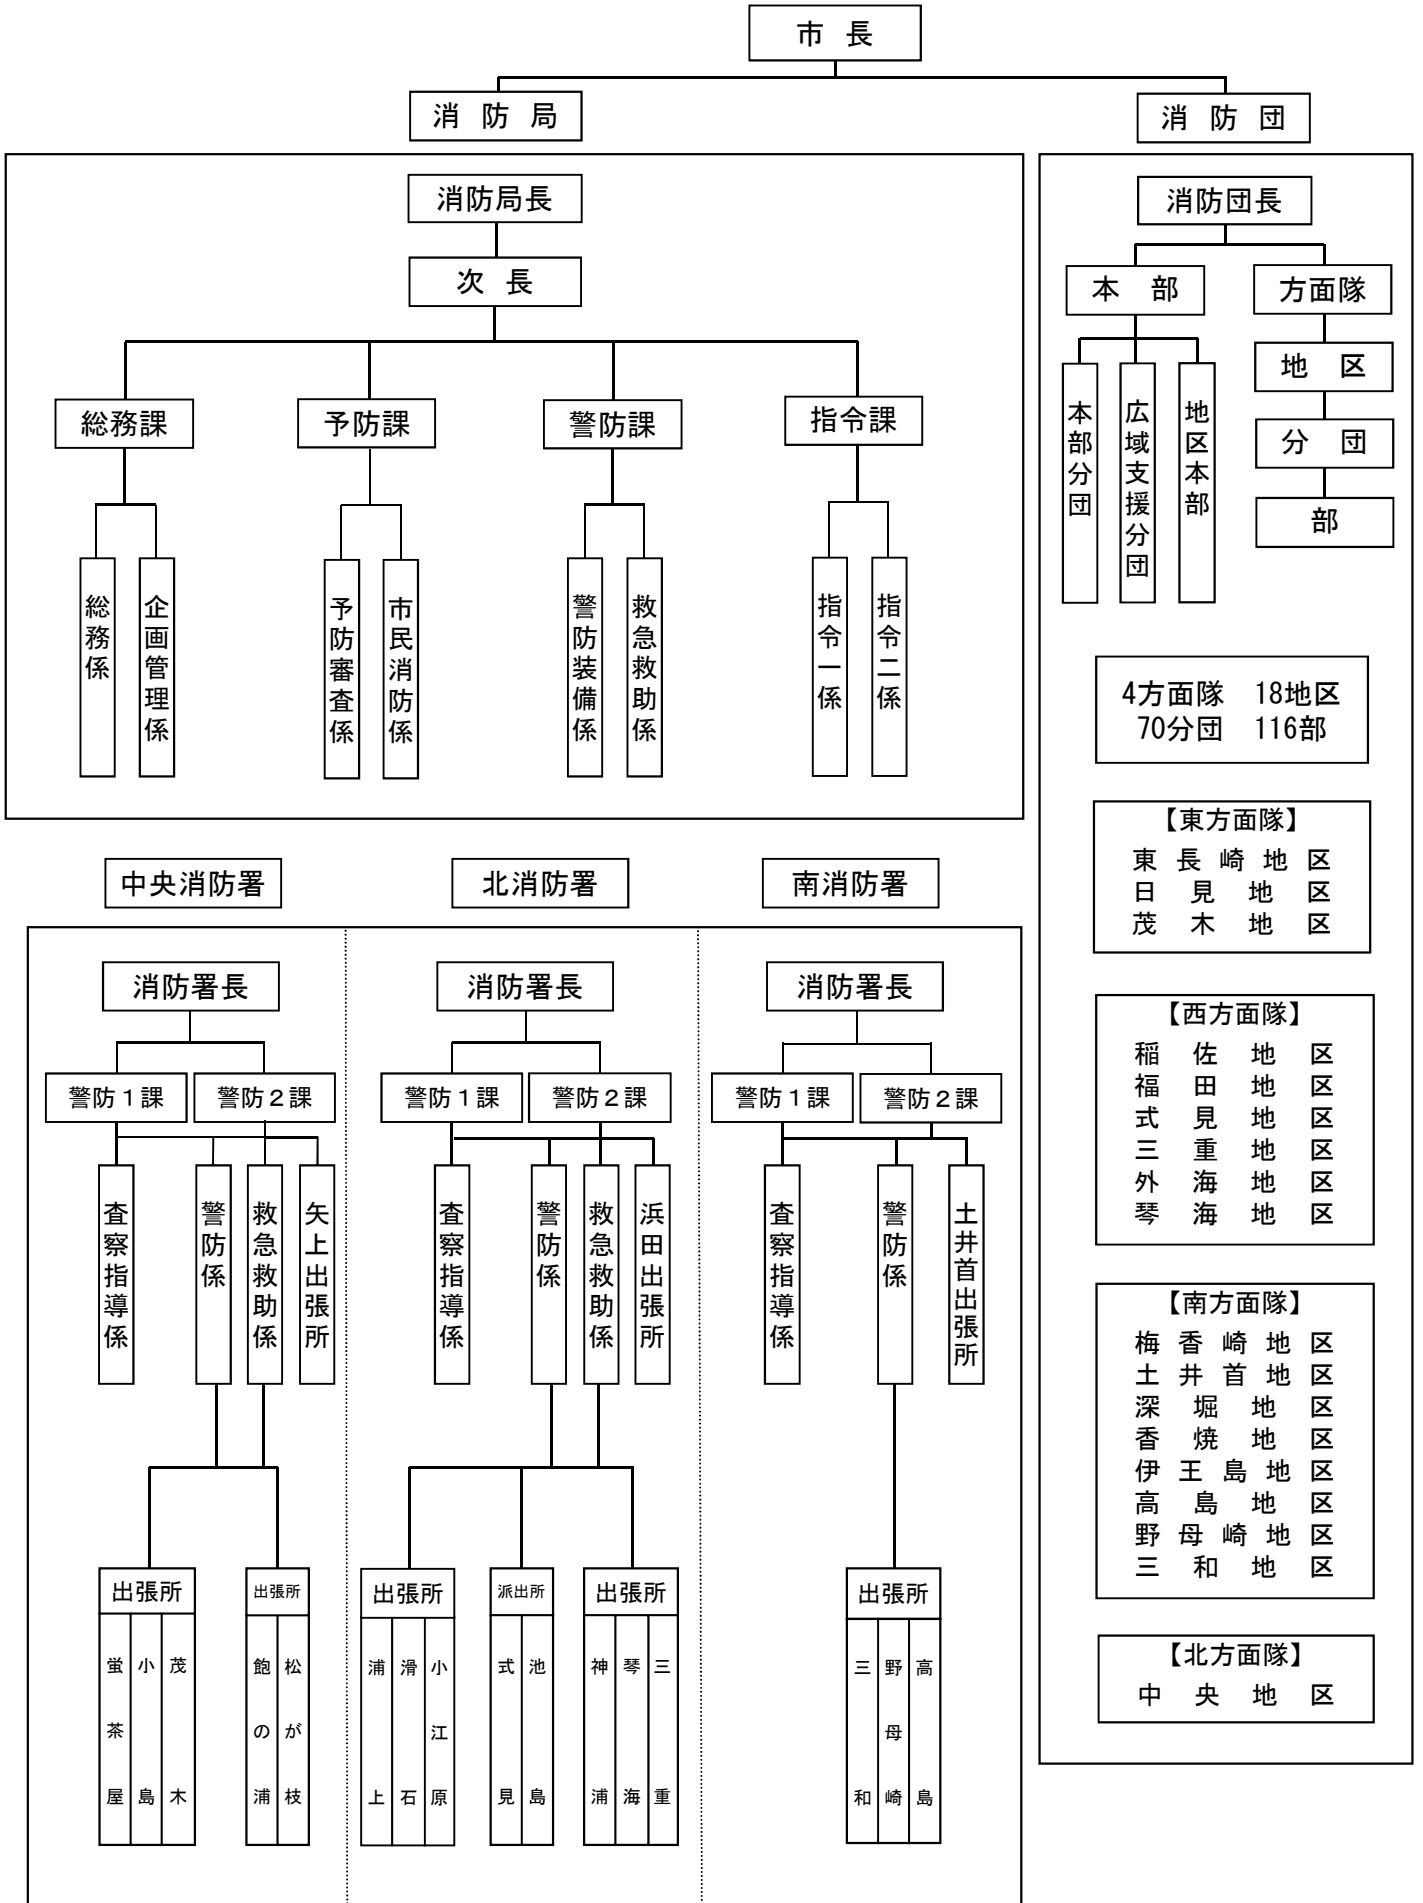 市 長
消 防 局
消 防 団
消防局長
次 長
総務課
予防課
警防課
指令課
総務係
企画管理係
予防審査係
市民消防係
警防装備係
救急救助係
指令一係
指令二係
消防団長
本 部
方面隊
地 区
分 団
部
本部分団
広域支援分団
地区本部
4方面隊 18地区
70分団 116部
【東方面隊】
東長崎地区
日見地区
茂木地区
【西方面隊】
稲佐地区
福田地区
式見地区
三重地区
外海地区
琴海地区
【南方面隊】
梅香崎地区
土井首地区
深堀地区
香焼地区
伊王島地区
高島地区
野母崎地区
三和地区
【北方面隊】
中央地区
中央消防署
北消防署
南消防署
消防署長
警防1課
警防2課
査察指導係
警防係
救急救助係
矢上出張所
出張所
蛍茶屋
小島
茂木
出張所
飽の浦
松が枝
消防署長
警防1課
警防2課
査察指導係
警防係
救急救助係
浜田出張所
出張所
浦上
滑石
小江原
派出所
式見
池島
出張所
神浦
琴海
三重
消防署長
警防1課
警防2課
査察指導係
警防係
土井首出張所
出張所
三和
野母崎
高島